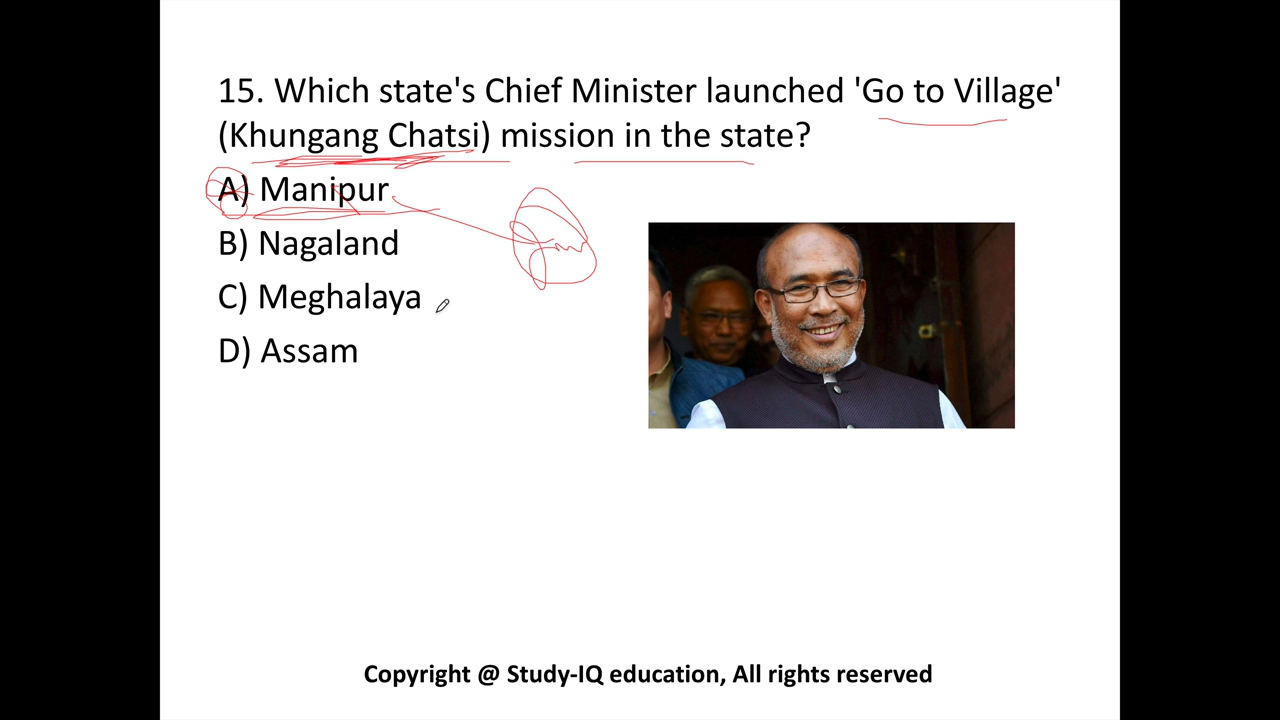 15. Which state's Chief Minister launched 'Go to Village'
(Khungang Chatsi) mission in the state?
A) Manipur
B) Nagaland
C) Meghalaya
D) Assam
Copyright @ Study-IQ education, All rights reserved